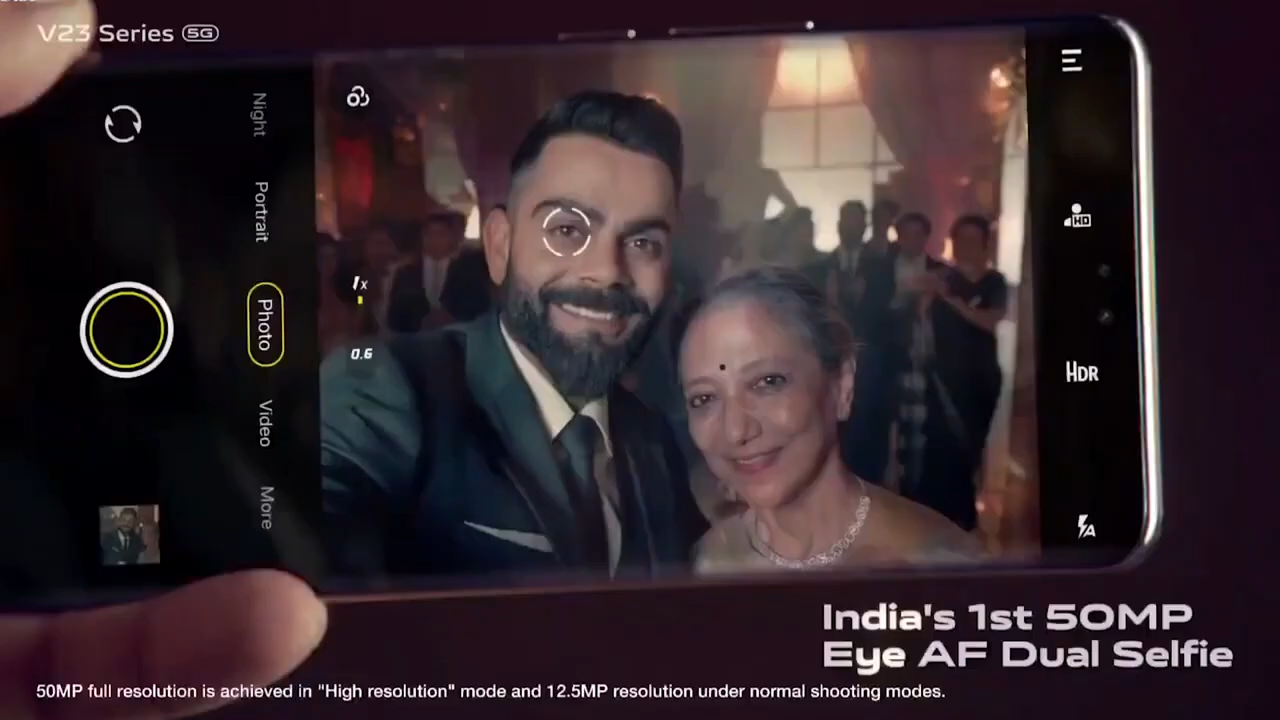 V23 Series 5G
Night
Portrait
Photo
Video
More
1x
0.6
HD
HDR
A
India's 1st 50MP
Eye AF Dual Selfie
50MP full resolution is achieved in "High resolution" mode and 12.5MP resolution under normal shooting modes.